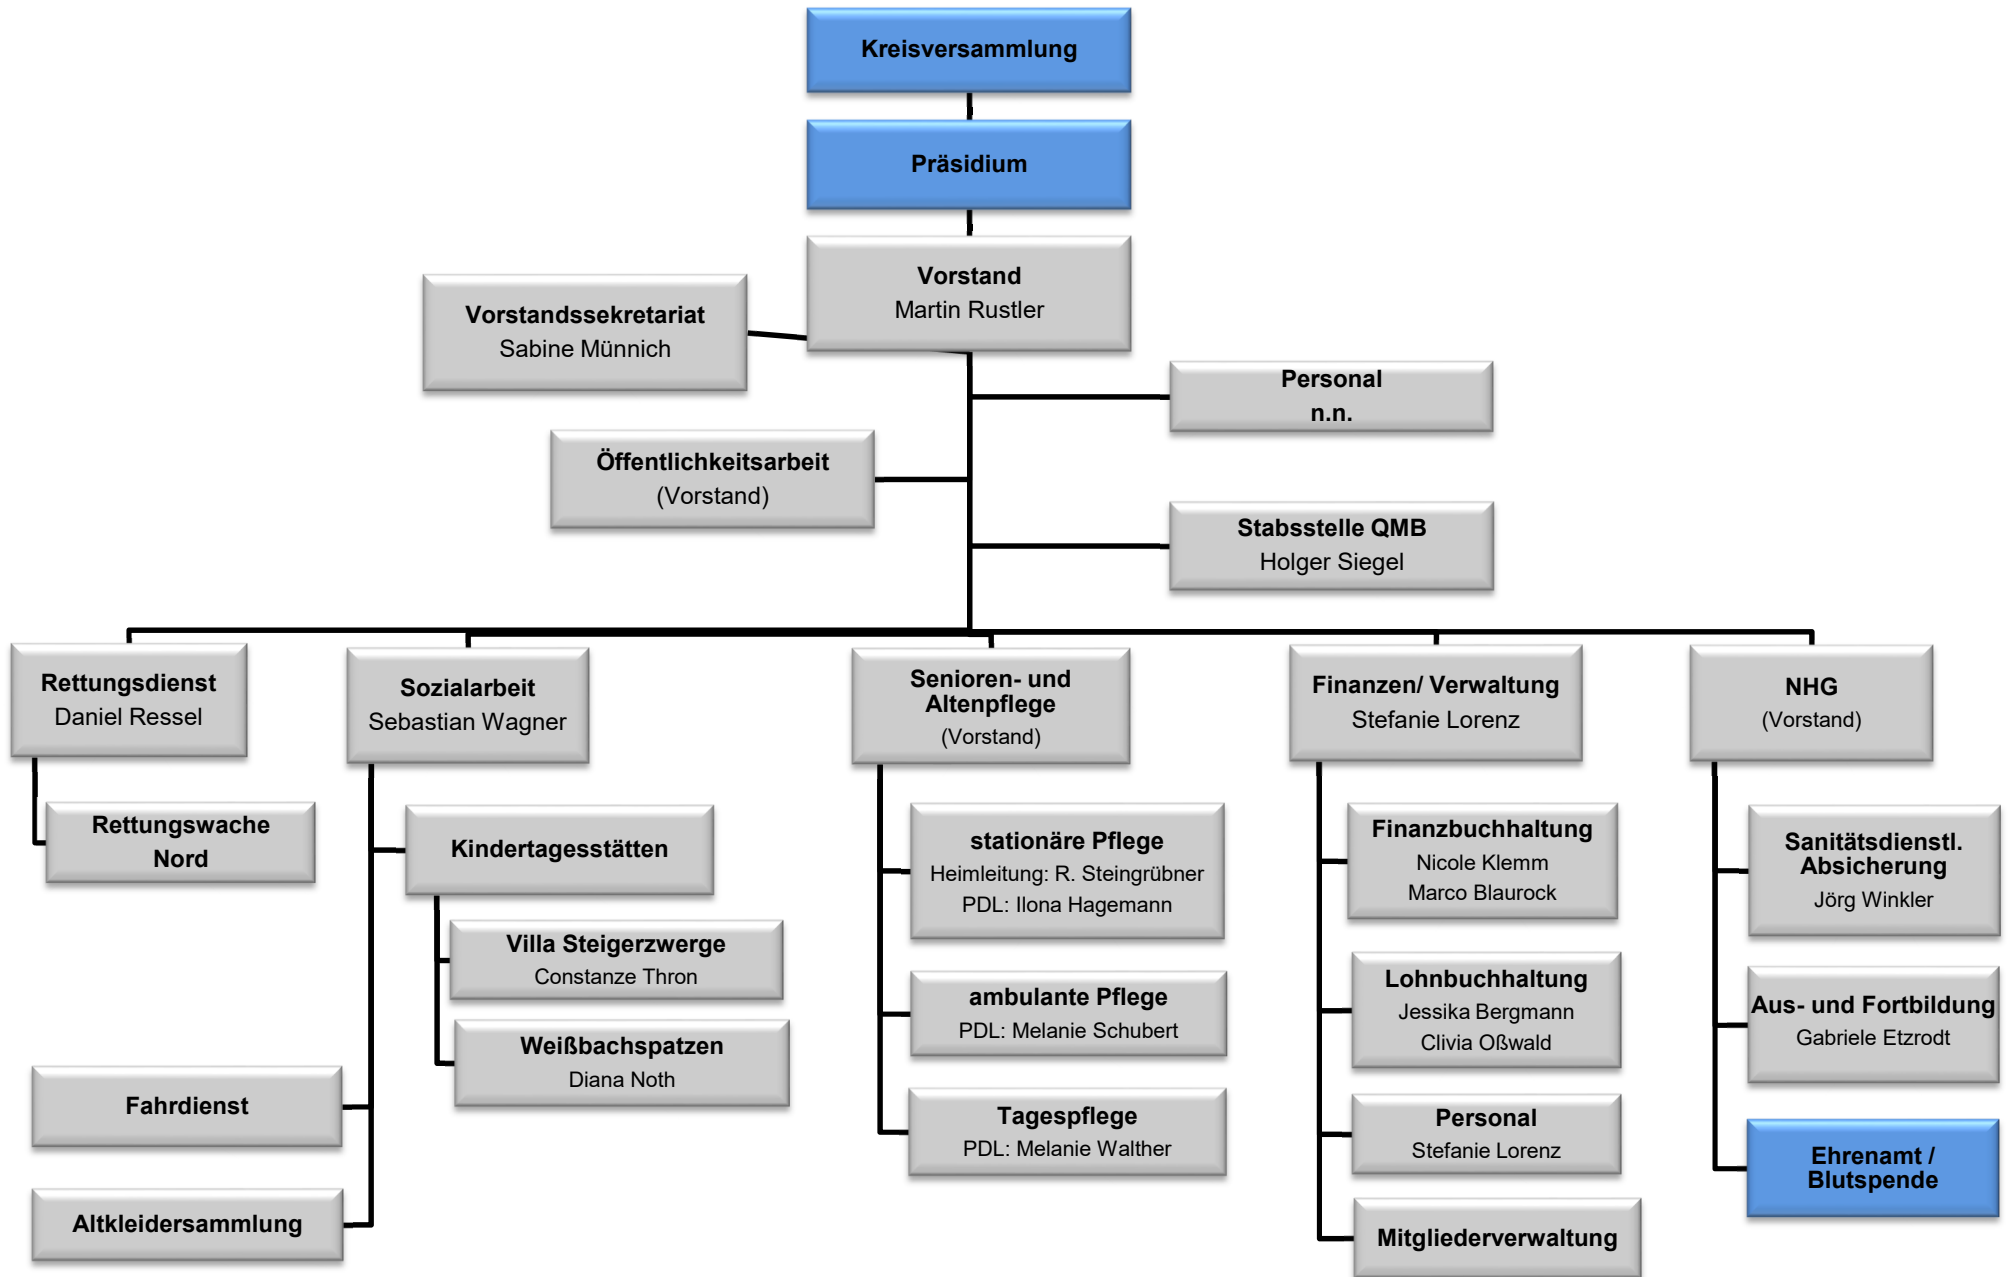 Kreisversammlung
Präsidium
Vorstand
Martin Rustler
Vorstandssekretariat
Sabine Münnich
Personal
n.n.
Öffentlichkeitsarbeit
(Vorstand)
Stabsstelle QMB
Holger Siegel
Rettungsdienst
Daniel Ressel
Rettungswache
Nord
Sozialarbeit
Sebastian Wagner
Kindertagesstätten
Villa Steigerzwerge
Constanze Thron
Weißbachspatzen
Diana Noth
Fahrdienst
Altkleidersammlung
Senioren- und
Altenpflege
(Vorstand)
stationäre Pflege
Heimleitung: R. Steingrübner
PDL: Ilona Hagemann
ambulante Pflege
PDL: Melanie Schubert
Tagespflege
PDL: Melanie Walther
Finanzen/ Verwaltung
Stefanie Lorenz
Finanzbuchhaltung
Nicole Klemm
Marco Blaurock
Lohnbuchhaltung
Jessika Bergmann
Clivia Oßwald
Personal
Stefanie Lorenz
Mitgliederverwaltung
NHG
(Vorstand)
Sanitätsdienstl.
Absicherung
Jörg Winkler
Aus- und Fortbildung
Gabriele Etzrodt
Ehrenamt /
Blutspende